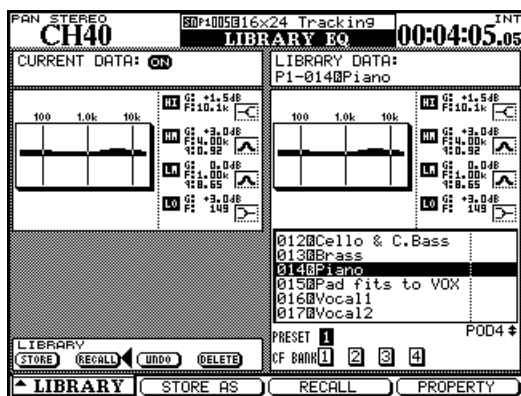 PAN STEREO
CH40
16x24 Tracking
LIBRARY EQ
INT
00:04:05.05
CURRENT DATA: ON
100 1.0k 10k
HI G: +1.5dB
F:10.1k
HM G: +3.0dB
F:4.00k
Q:0.92
LM G: 0.0dB
F:1.00k
Q:8.65
LO G: +3.0dB
F: 149
LIBRARY DATA:
P1-014 Piano
100 1.0k 10k
HI G: +1.5dB
F:10.1k
HM G: +3.0dB
F:4.00k
Q:0.92
LM G: 0.0dB
F:1.00k
Q:8.65
LO G: +3.0dB
F: 149
012 Cello & C.Bass
013 Brass
014 Piano
015 Pad fits to VOX
016 Vocal1
017 Vocal2
LIBRARY
STORE RECALL UNDO DELETE
PRESET 1 POD4
CF BANK 1 2 3 4
LIBRARY STORE AS RECALL PROPERTY